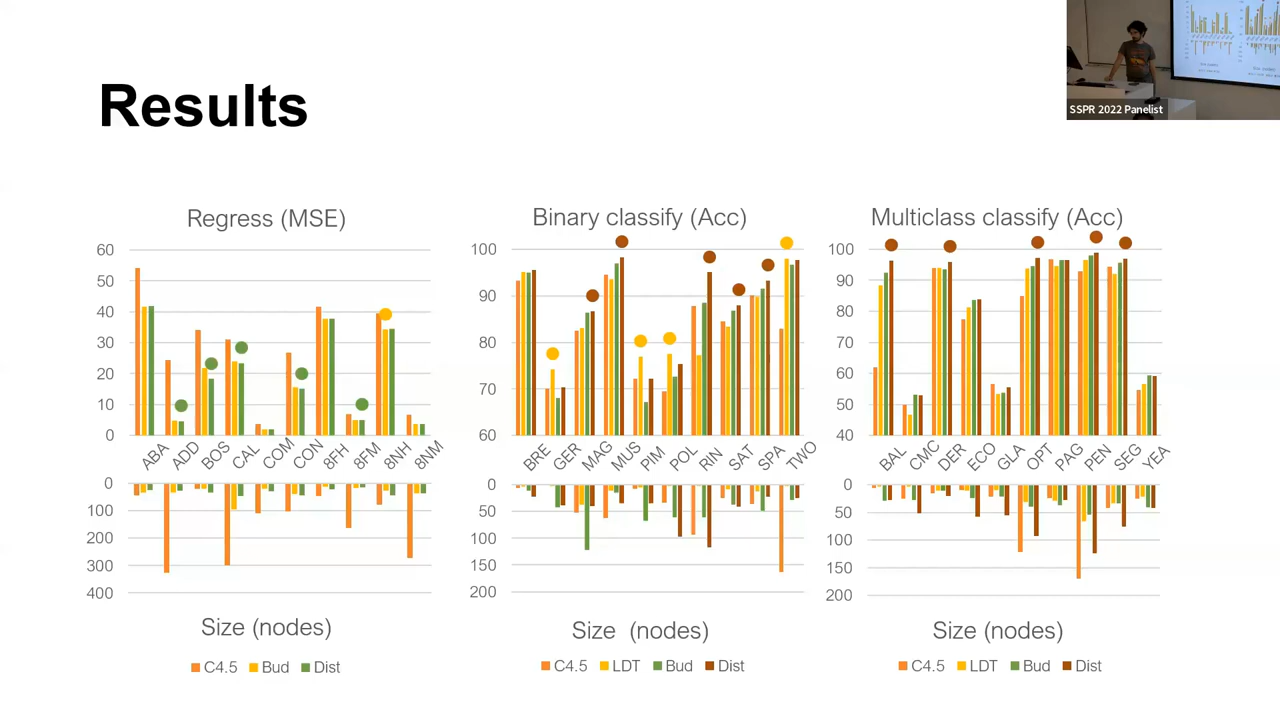 SSPR 2022 Panelist
Results
Regress (MSE)
60
50
40
30
20
10
0
ABA ADD BOS CAL COM CON 8FH 8FM 8NH 8NM
0
100
200
300
400
Size (nodes)
C4.5 Bud Dist
Binary classify (Acc)
100
90
80
70
60
BRE GER MAG MUS PIM POL RIN SAT SPA TWO
0
50
100
150
200
Size (nodes)
C4.5 LDT Bud Dist
Multiclass classify (Acc)
100
90
80
70
60
50
40
BAL CMC DER ECO GLA OPT PAG PEN SEG YEA
0
50
100
150
200
Size (nodes)
C4.5 LDT Bud Dist